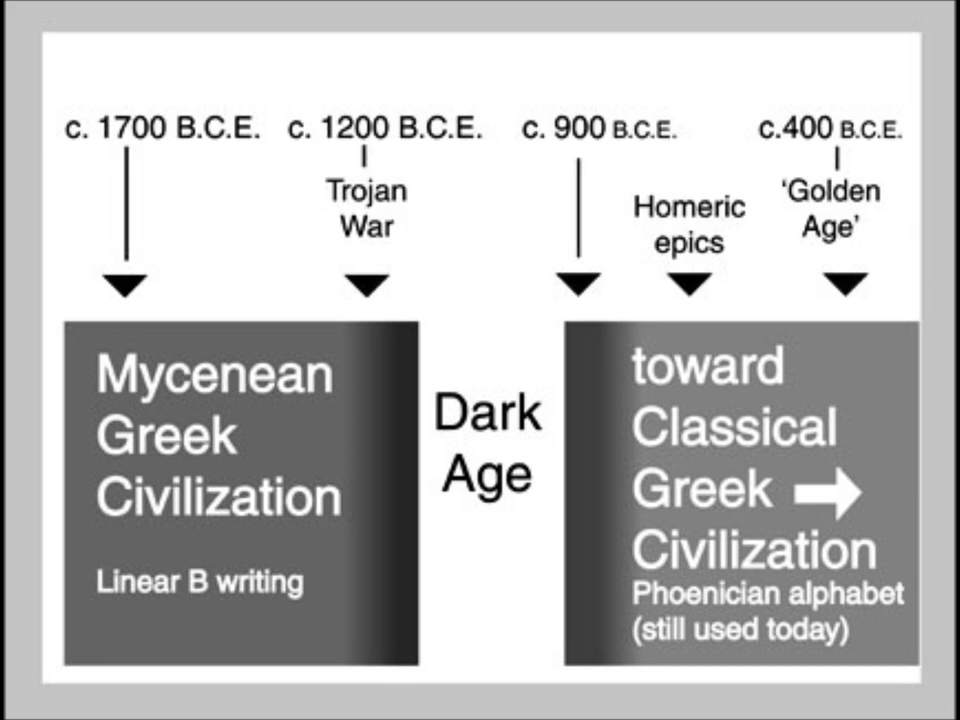 c. 1700 B.C.E.
c. 1200 B.C.E.
c. 900 B.C.E.
c.400 B.C.E.
Trojan
War
Homeric
epics
'Golden
Age'
Mycenean
Greek
Civilization
Linear B writing
Dark
Age
toward
Classical
Greek
Civilization
Phoenician alphabet
(still used today)